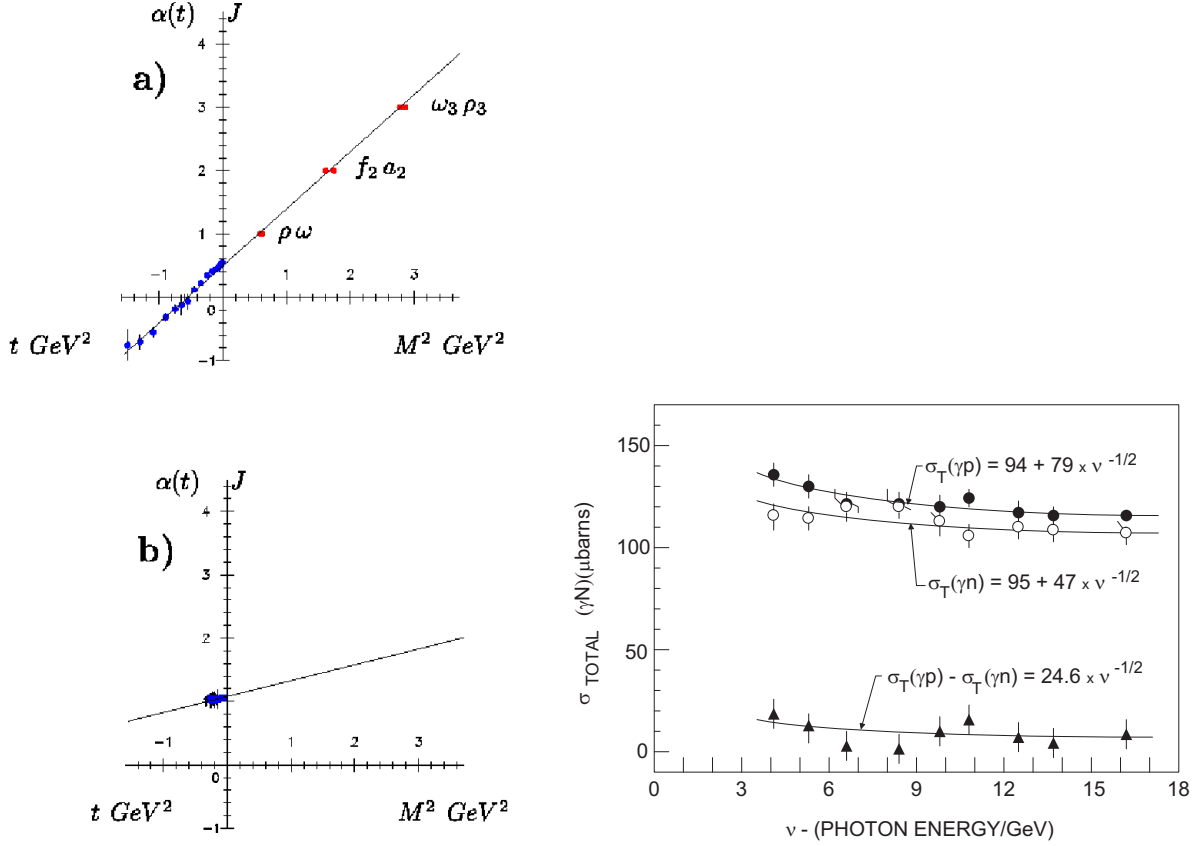 α(t) J
4
a)
3
ω₃ ρ₃
2
f₂ a₂
1
ρ ω
−1 1 2 3
0
t GeV² M² GeV²
−1
α(t) J
4
b)
3
2
1
−1 1 2 3
0
t GeV² M² GeV²
−1
σ TOTAL (γN)(μbarns)
150
σT(γp) = 94 + 79 x ν -1/2
100
σT(γn) = 95 + 47 x ν -1/2
50
σT(γp) - σT(γn) = 24.6 x ν -1/2
0
0 3 6 9 12 15 18
ν - (PHOTON ENERGY/GeV)